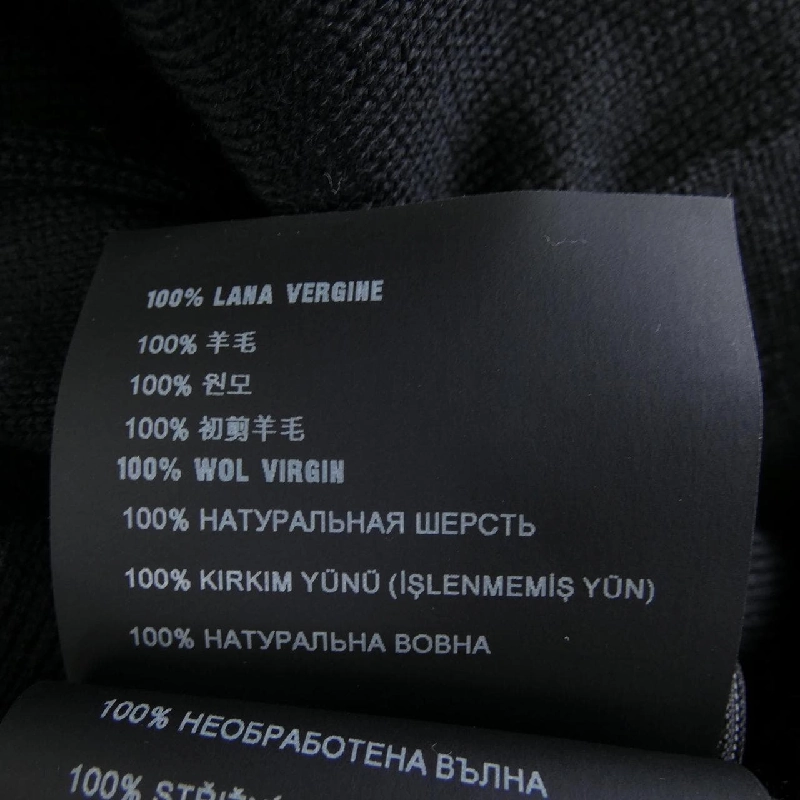 100% LANA VERGINE
100% 羊毛
100% 원모
100% 初剪羊毛
100% WOL VIRGIN
100% НАТУРАЛЬНАЯ ШЕРСТЬ
100% KIRKIM YÜNÜ (İŞLENMEMİŞ YÜN)
100% НАТУРАЛЬНА ВОВНА
100% НЕОБРАБОТЕНА ВЪЛНА
100%